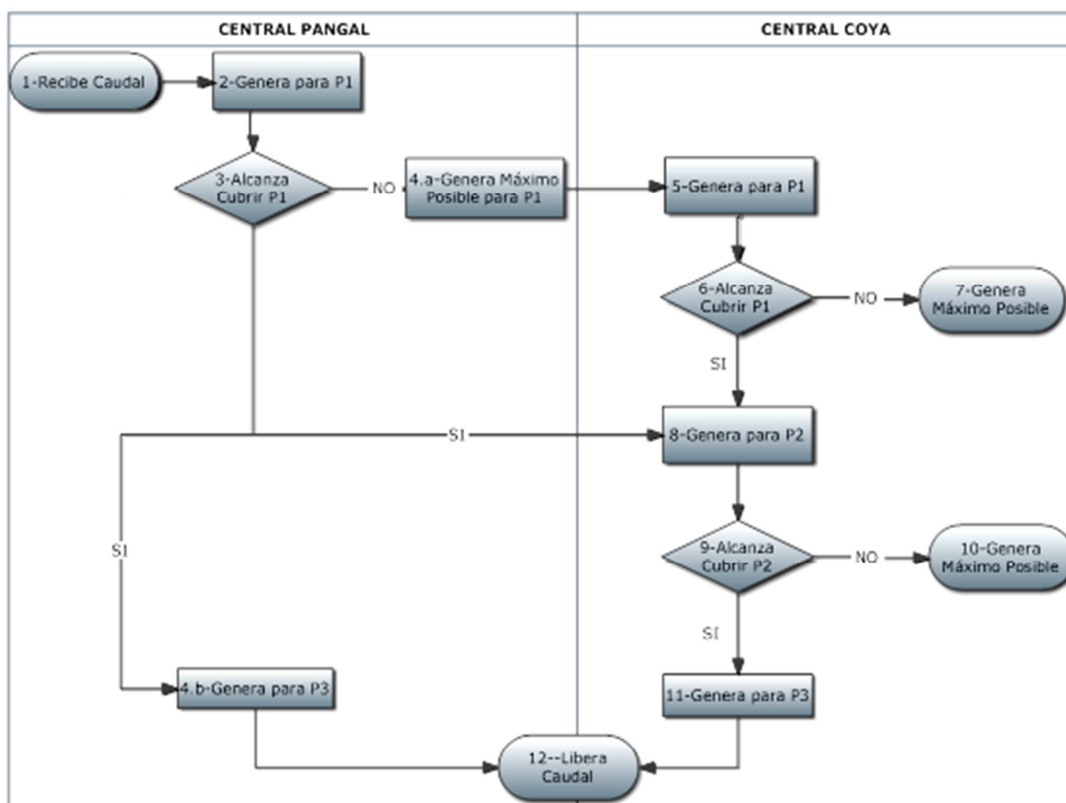 CENTRAL PANGAL
CENTRAL COYA
1-Recibe Caudal
2-Genera para P1
3-Alcanza
Cubrir P1
NO
4.a-Genera Máximo
Posible para P1
5-Genera para P1
6-Alcanza
Cubrir P1
NO
7-Genera
Máximo Posible
SI
SI
8-Genera para P2
SI
9-Alcanza
Cubrir P2
NO
10-Genera
Máximo Posible
SI
4.b-Genera para P3
11-Genera para P3
12--Libera
Caudal